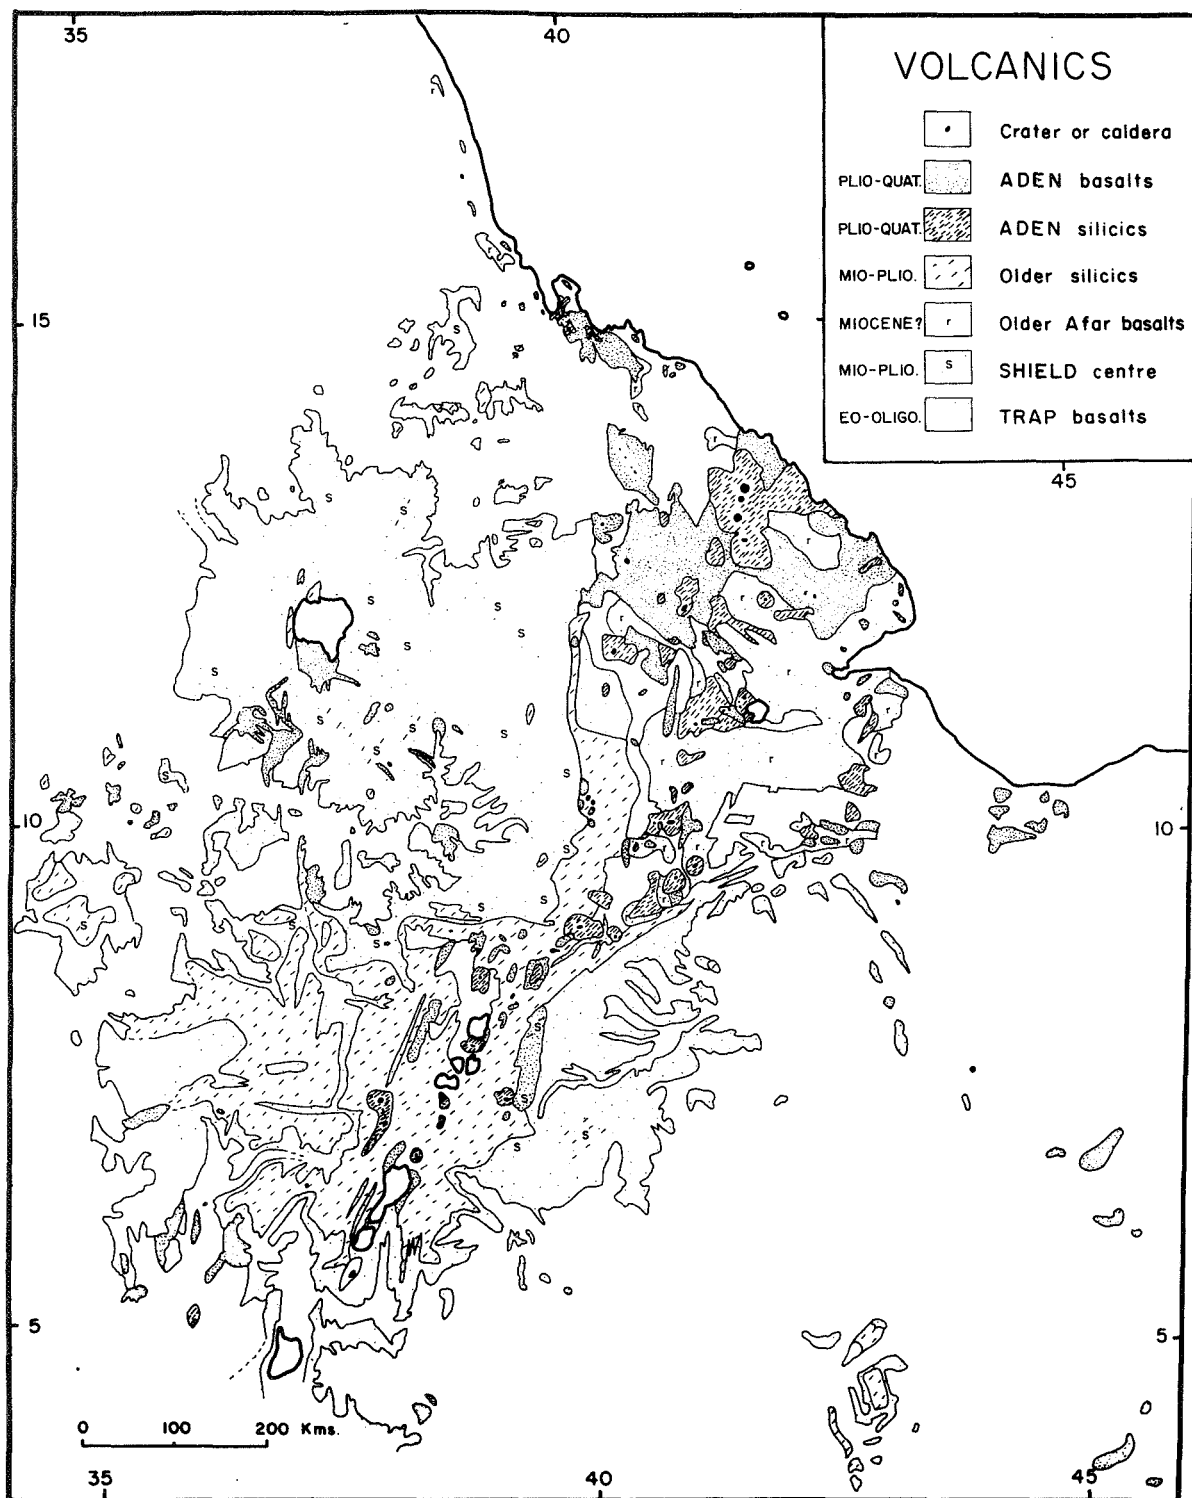 35
40
VOLCANICS
Crater or caldera
PLIO-QUAT. ADEN basalts
PLIO-QUAT. ADEN silicics
MIO-PLIO. Older silicics
MIOCENE? r Older Afar basalts
MIO-PLIO. s SHIELD centre
EO-OLIGO. TRAP basalts
15
45
10
10
5
5
0 100 200 Kms.
35
40
45